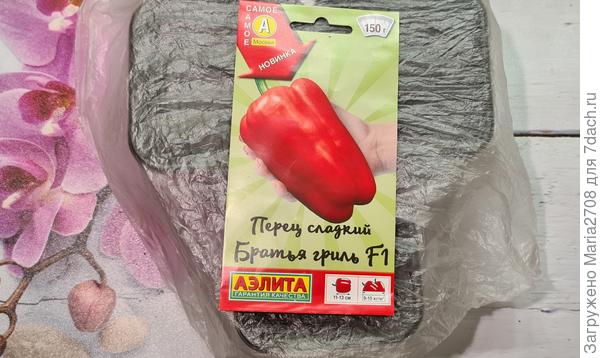 САМОЕ
САМОЕ
А
Москва
НОВИНКА
150 г
Перец сладкий
Братья гриль F1
АЭЛИТА
ГАРАНТИЯ КАЧЕСТВА
11-13 см
Загружено Maria2708 для 7dach.ru